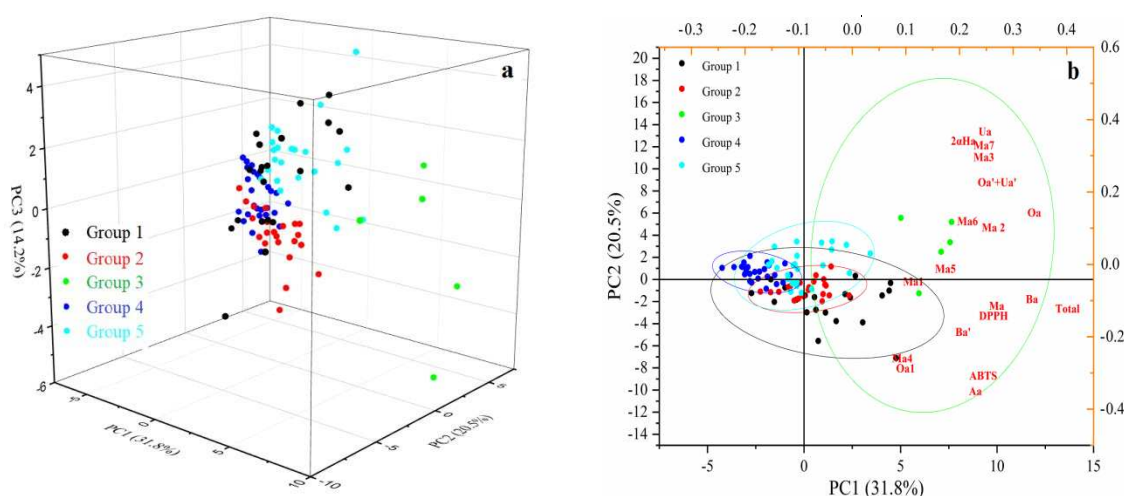 a
PC3 (14.2%)
4
2
0
-2
-4
-6
Group 1
Group 2
Group 3
Group 4
Group 5
-5
0
5
10
PC1 (31.8%)
-10
-5
0
5
PC2 (20.5%)
b
-0.3 -0.2 -0.1 0.0 0.1 0.2 0.3 0.4
20
18
16
14
12
10
8
6
4
2
0
-2
-4
-6
-8
-10
-12
-14
PC2 (20.5%)
Group 1
Group 2
Group 3
Group 4
Group 5
Ua
2αHa Ma7
Ma3
Oa'+Ua'
Oa
Ma6 Ma 2
Ma5
Ma1
Ba
Ma Total
DPPH
Ba'
Ma4
Oa1
ABTS
Aa
0.6
0.4
0.2
0.0
-0.2
-0.4
-5 0 5 10 15
PC1 (31.8%)